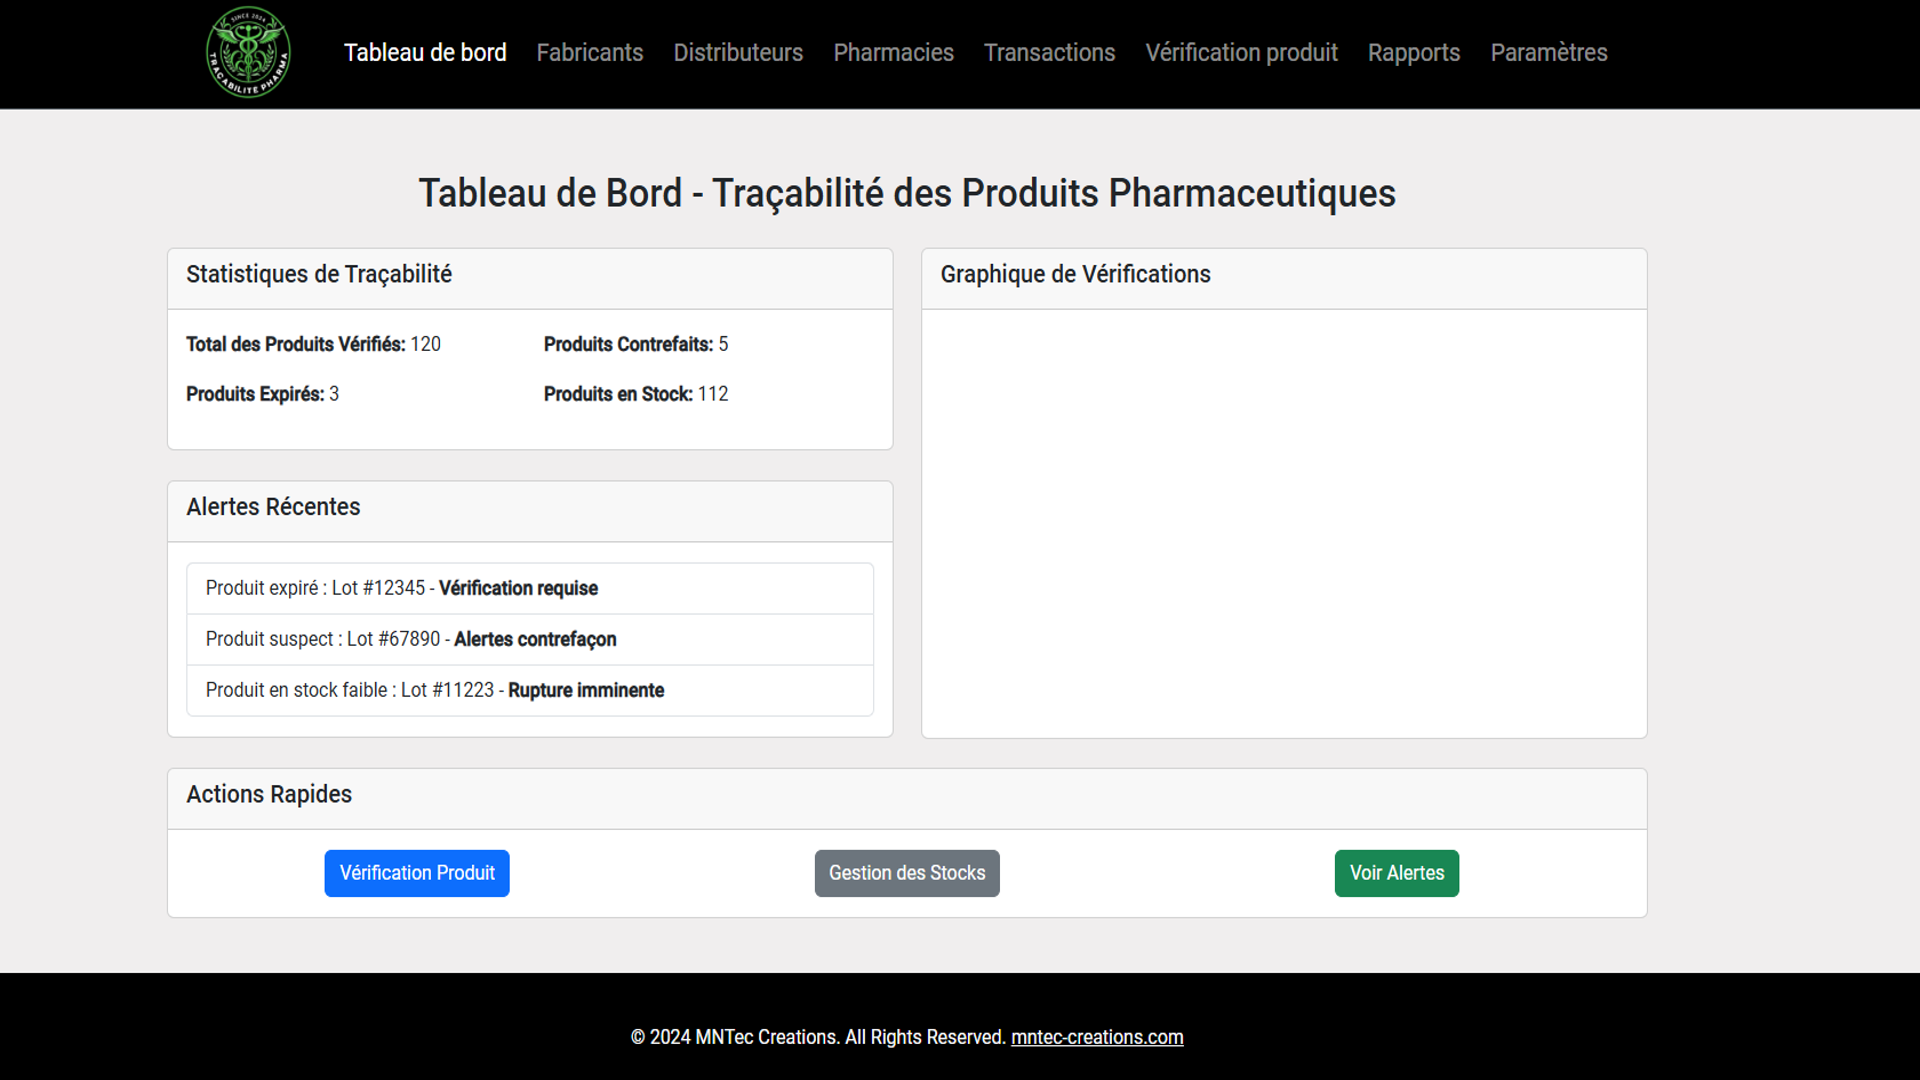 SINCE 2024
TRACABILITE PHARMA
Tableau de bord Fabricants Distributeurs Pharmacies Transactions Vérification produit Rapports Paramètres
Tableau de Bord - Traçabilité des Produits Pharmaceutiques
Statistiques de Traçabilité
Total des Produits Vérifiés: 120
Produits Contrefaits: 5
Produits Expirés: 3
Produits en Stock: 112
Graphique de Vérifications
Alertes Récentes
Produit expiré : Lot #12345 - Vérification requise
Produit suspect : Lot #67890 - Alertes contrefaçon
Produit en stock faible : Lot #11223 - Rupture imminente
Actions Rapides
Vérification Produit
Gestion des Stocks
Voir Alertes
© 2024 MNTec Creations. All Rights Reserved. mntec-creations.com